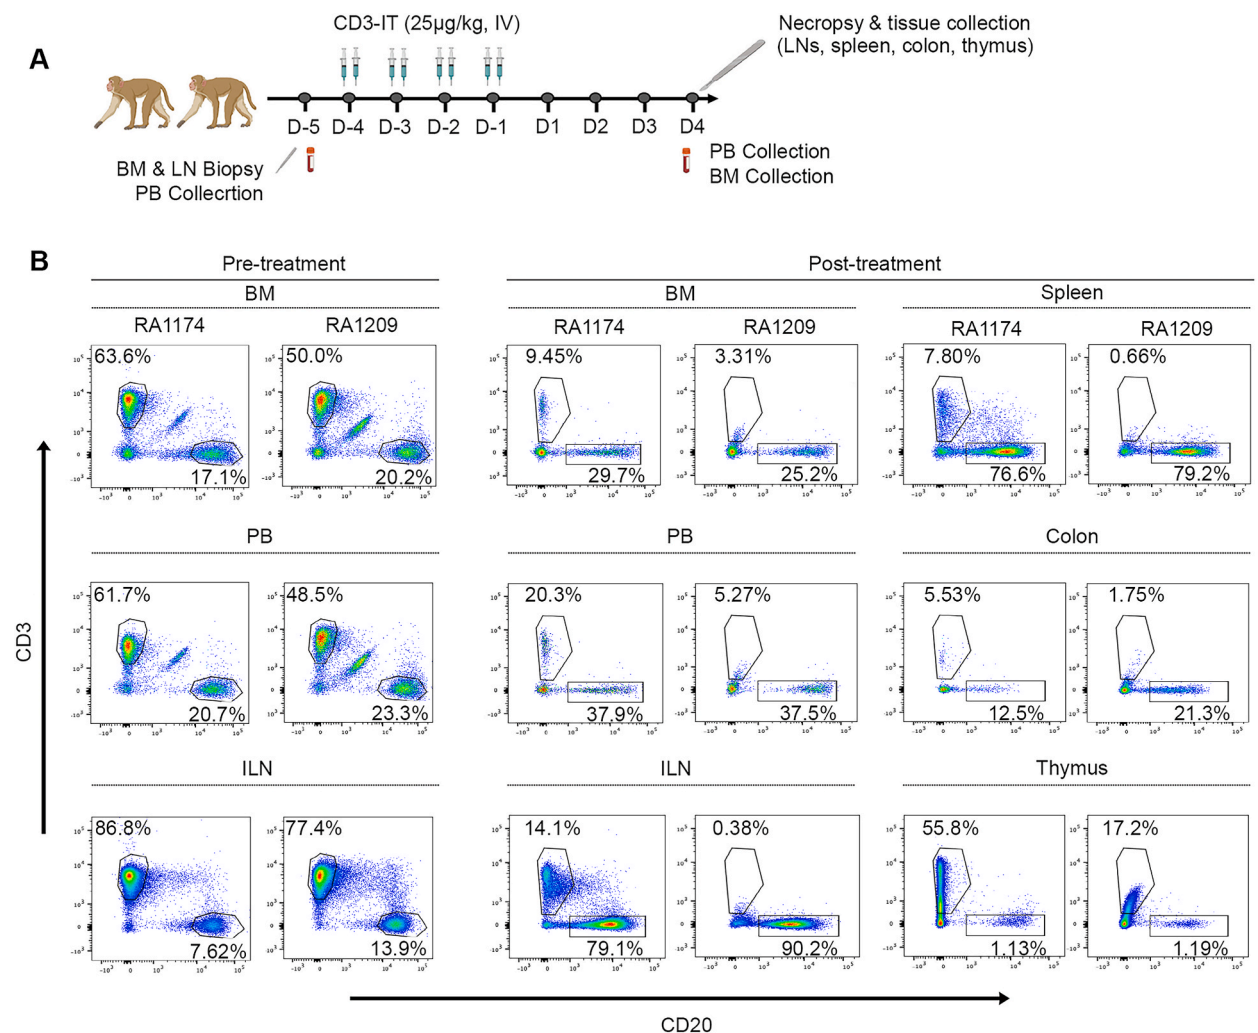 A
CD3-IT (25µg/kg, IV)
Necropsy & tissue collection
(LNs, spleen, colon, thymus)
D-5 D-4 D-3 D-2 D-1 D1 D2 D3 D4
BM & LN Biopsy
PB Collecrtion
PB Collection
BM Collection
B
Pre-treatment Post-treatment
BM BM Spleen
RA1174 RA1209 RA1174 RA1209 RA1174 RA1209
63.6% 50.0% 9.45% 3.31% 7.80% 0.66%
17.1% 20.2% 29.7% 25.2% 76.6% 79.2%
PB PB Colon
61.7% 48.5% 20.3% 5.27% 5.53% 1.75%
20.7% 23.3% 37.9% 37.5% 12.5% 21.3%
ILN ILN Thymus
86.8% 77.4% 14.1% 0.38% 55.8% 17.2%
7.62% 13.9% 79.1% 90.2% 1.13% 1.19%
CD3
CD20